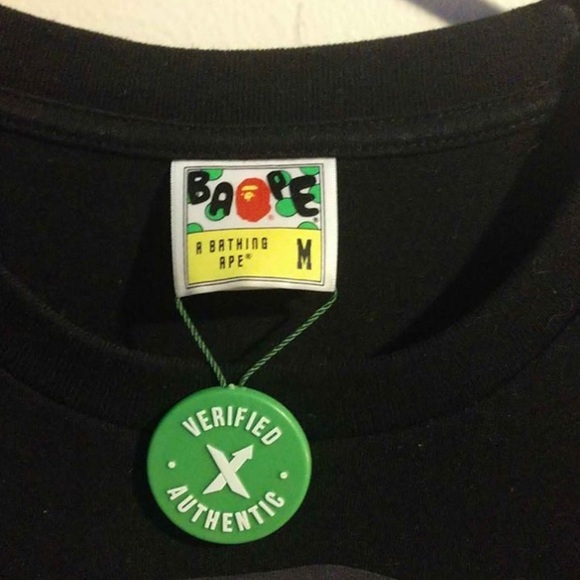 BAPE
A BATHING
APE®
M
VERIFIED
X
AUTHENTIC